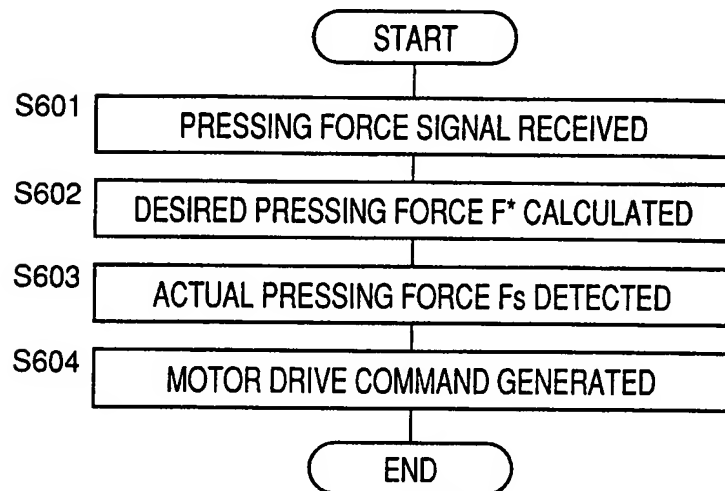 START
S601
PRESSING FORCE SIGNAL RECEIVED
S602
DESIRED PRESSING FORCE F* CALCULATED
S603
ACTUAL PRESSING FORCE Fs DETECTED
S604
MOTOR DRIVE COMMAND GENERATED
END